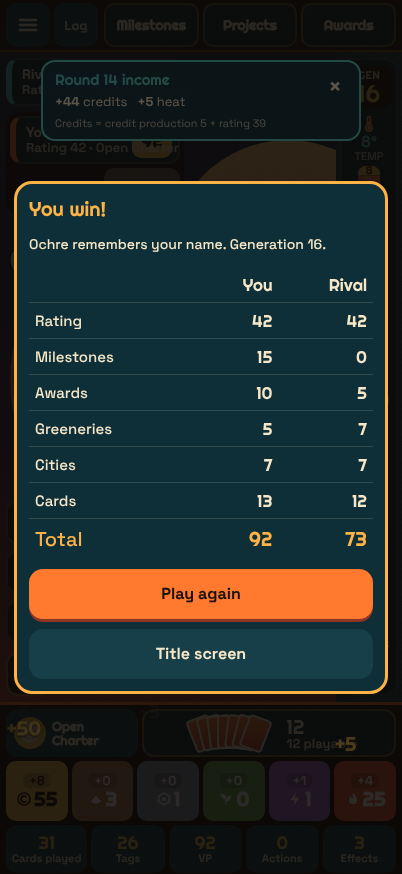 Log Milestones Projects Awards
Round 14 income ×
+44 credits +5 heat
Credits = credit production 5 + rating 39
GEN
16
8°
TEMP
Rating 42 · Open
You win!
Ochre remembers your name. Generation 16.
You Rival
Rating 42 42
Milestones 15 0
Awards 10 5
Greeneries 5 7
Cities 7 7
Cards 13 12
Total 92 73
Play again
Title screen
+50 Open
Charter
12
12 playa
+5
+8 +0 +0 +0 +1 +4
55 3 1 0 1 25
31 26 92 0 3
Cards played Tags VP Actions Effects